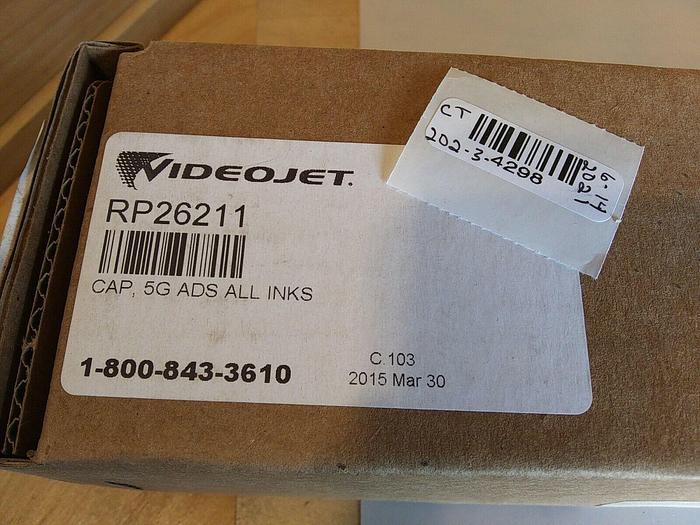 VIDEOJET.
RP26211
CAP, 5G ADS ALL INKS
1-800-843-3610
C.103
2015 Mar 30
CT
202-3-4298
6-14
2021